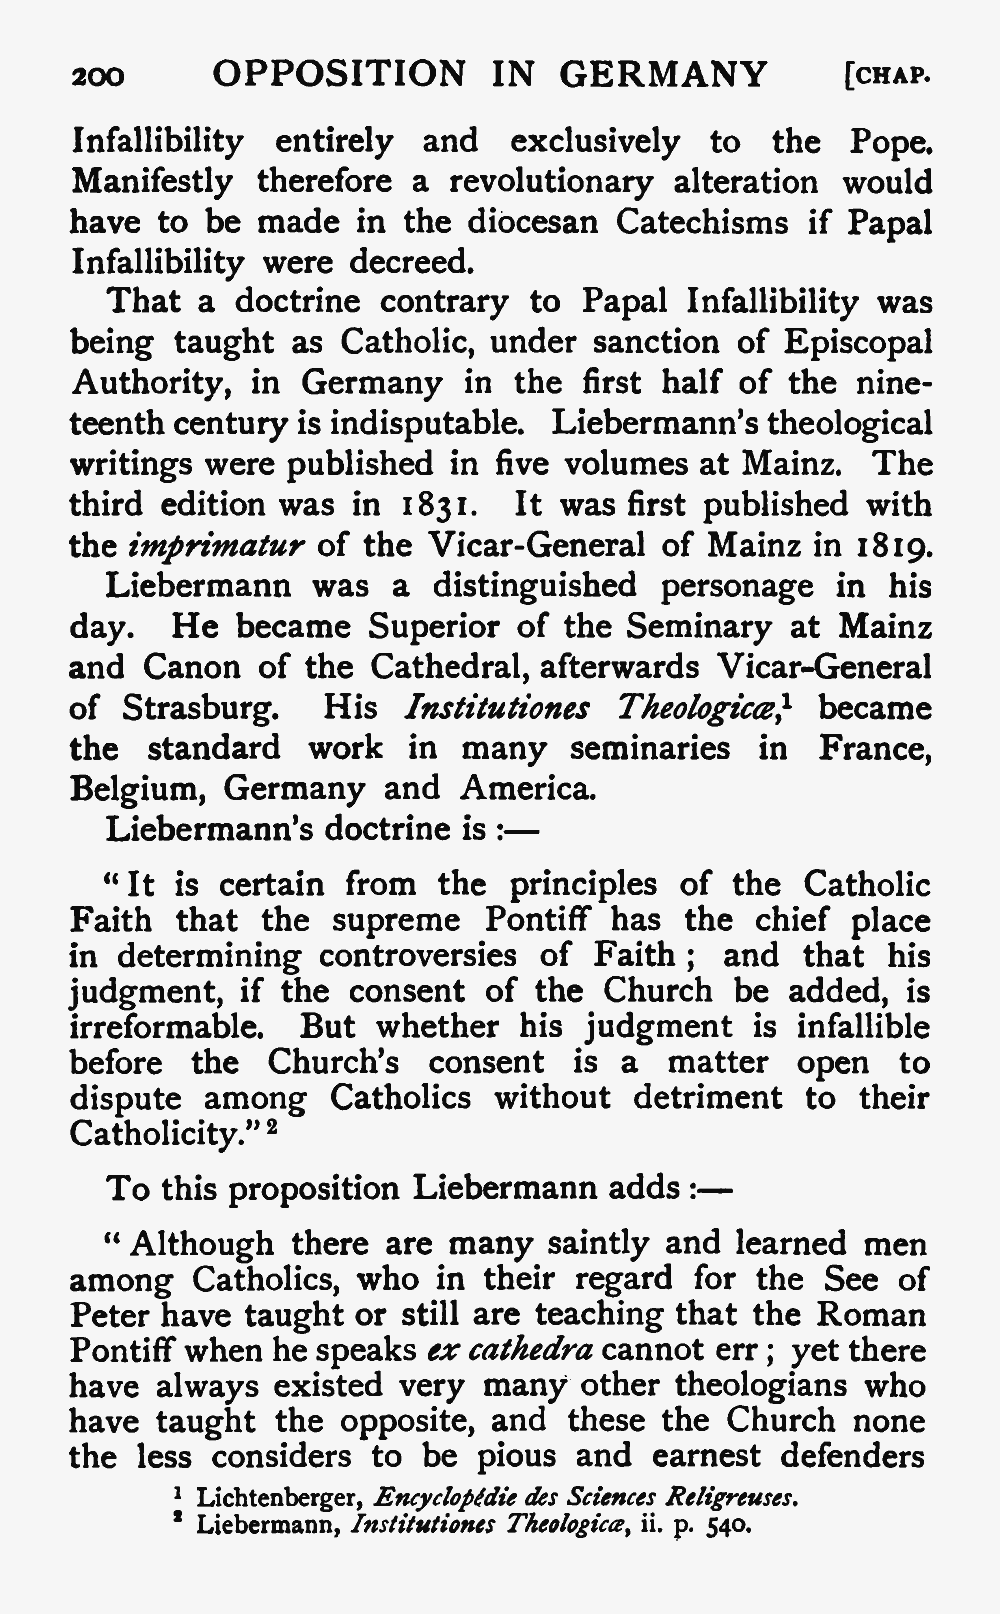 200 OPPOSITION IN GERMANY [CHAP.
Infallibility entirely and exclusively to the Pope.
Manifestly therefore a revolutionary alteration would
have to be made in the diocesan Catechisms if Papal
Infallibility were decreed.
That a doctrine contrary to Papal Infallibility was
being taught as Catholic, under sanction of Episcopal
Authority, in Germany in the first half of the nine-
teenth century is indisputable. Liebermann's theological
writings were published in five volumes at Mainz. The
third edition was in 1831. It was first published with
the imprimatur of the Vicar-General of Mainz in 1819.
Liebermann was a distinguished personage in his
day. He became Superior of the Seminary at Mainz
and Canon of the Cathedral, afterwards Vicar-General
of Strasburg. His Institutiones Theologicæ,¹ became
the standard work in many seminaries in France,
Belgium, Germany and America.
Liebermann's doctrine is :—
“ It is certain from the principles of the Catholic
Faith that the supreme Pontiff has the chief place
in determining controversies of Faith ; and that his
judgment, if the consent of the Church be added, is
irreformable. But whether his judgment is infallible
before the Church's consent is a matter open to
dispute among Catholics without detriment to their
Catholicity.” ²
To this proposition Liebermann adds :—
“ Although there are many saintly and learned men
among Catholics, who in their regard for the See of
Peter have taught or still are teaching that the Roman
Pontiff when he speaks ex cathedra cannot err ; yet there
have always existed very many other theologians who
have taught the opposite, and these the Church none
the less considers to be pious and earnest defenders
¹ Lichtenberger, Encyclopédie des Sciences Religreuses.
² Liebermann, Institutiones Theologicæ, ii. p. 540.